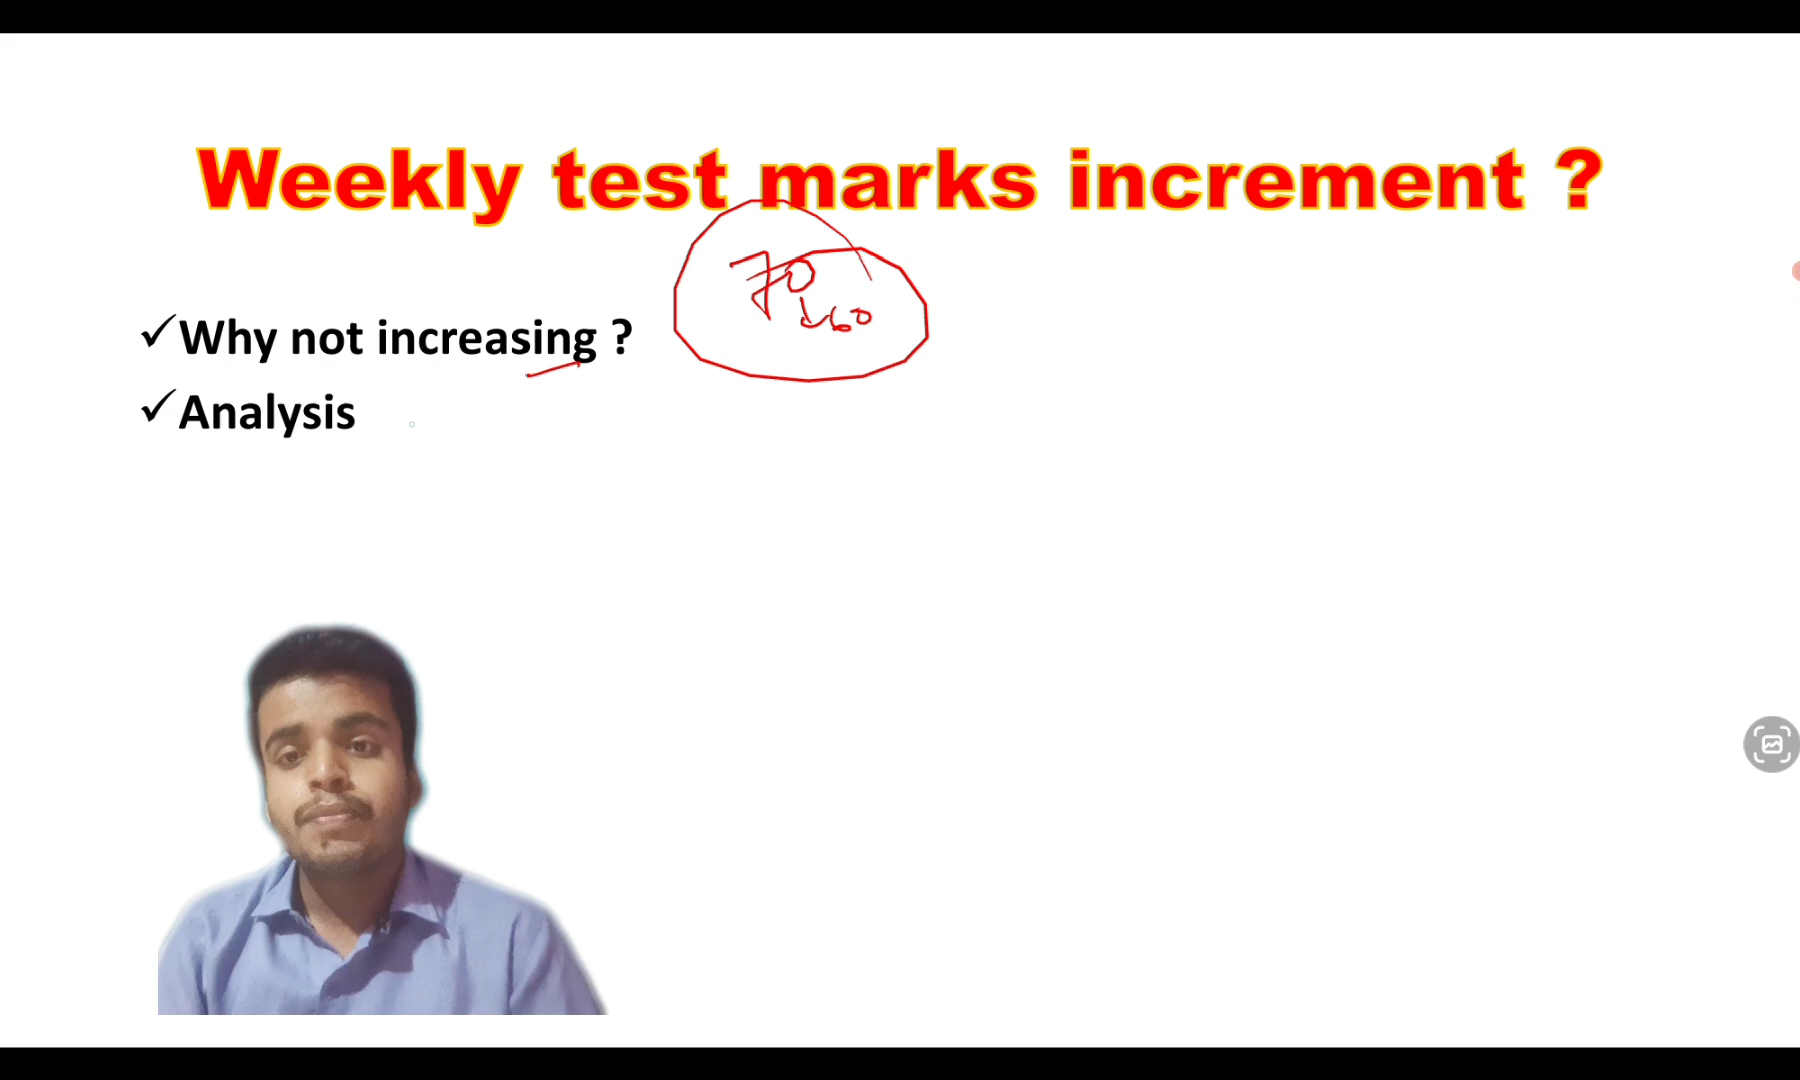 Weekly test marks increment ?
70
60
✓Why not increasing ?
✓Analysis